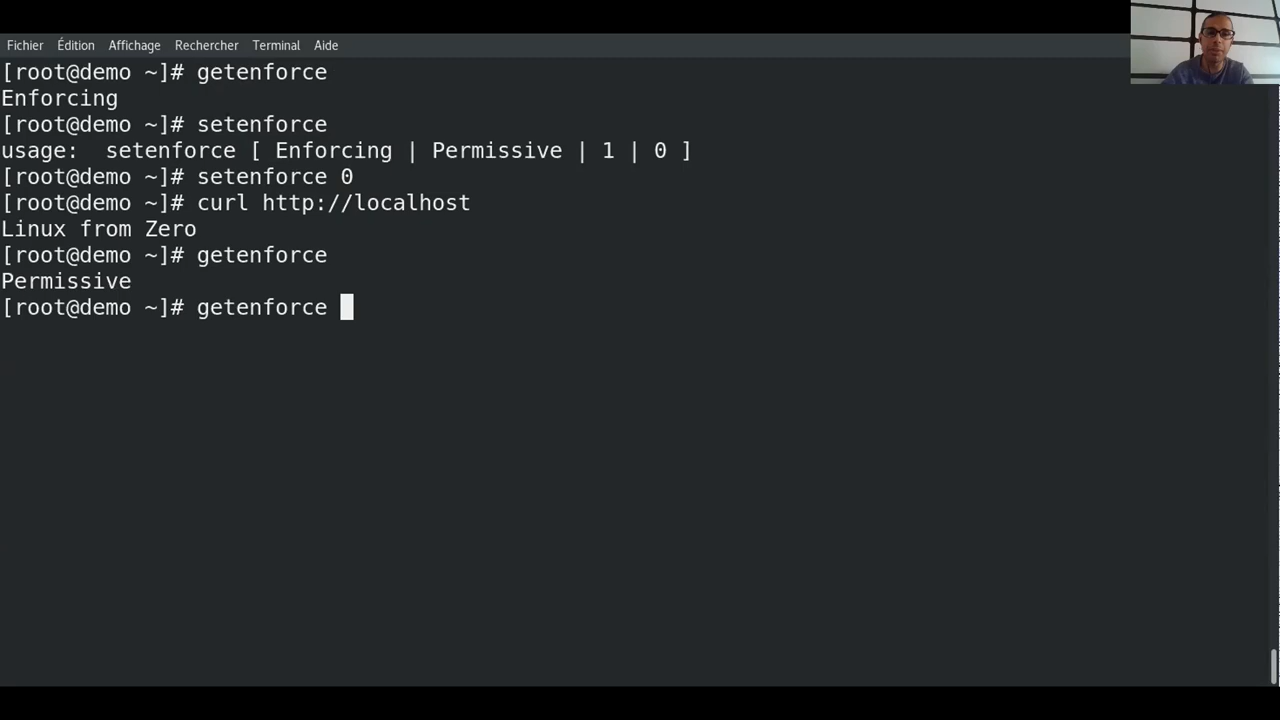 Fichier Édition Affichage Rechercher Terminal Aide
[root@demo ~]# getenforce
Enforcing
[root@demo ~]# setenforce
usage:  setenforce [ Enforcing | Permissive | 1 | 0 ]
[root@demo ~]# setenforce 0
[root@demo ~]# curl http://localhost
Linux from Zero
[root@demo ~]# getenforce
Permissive
[root@demo ~]# getenforce